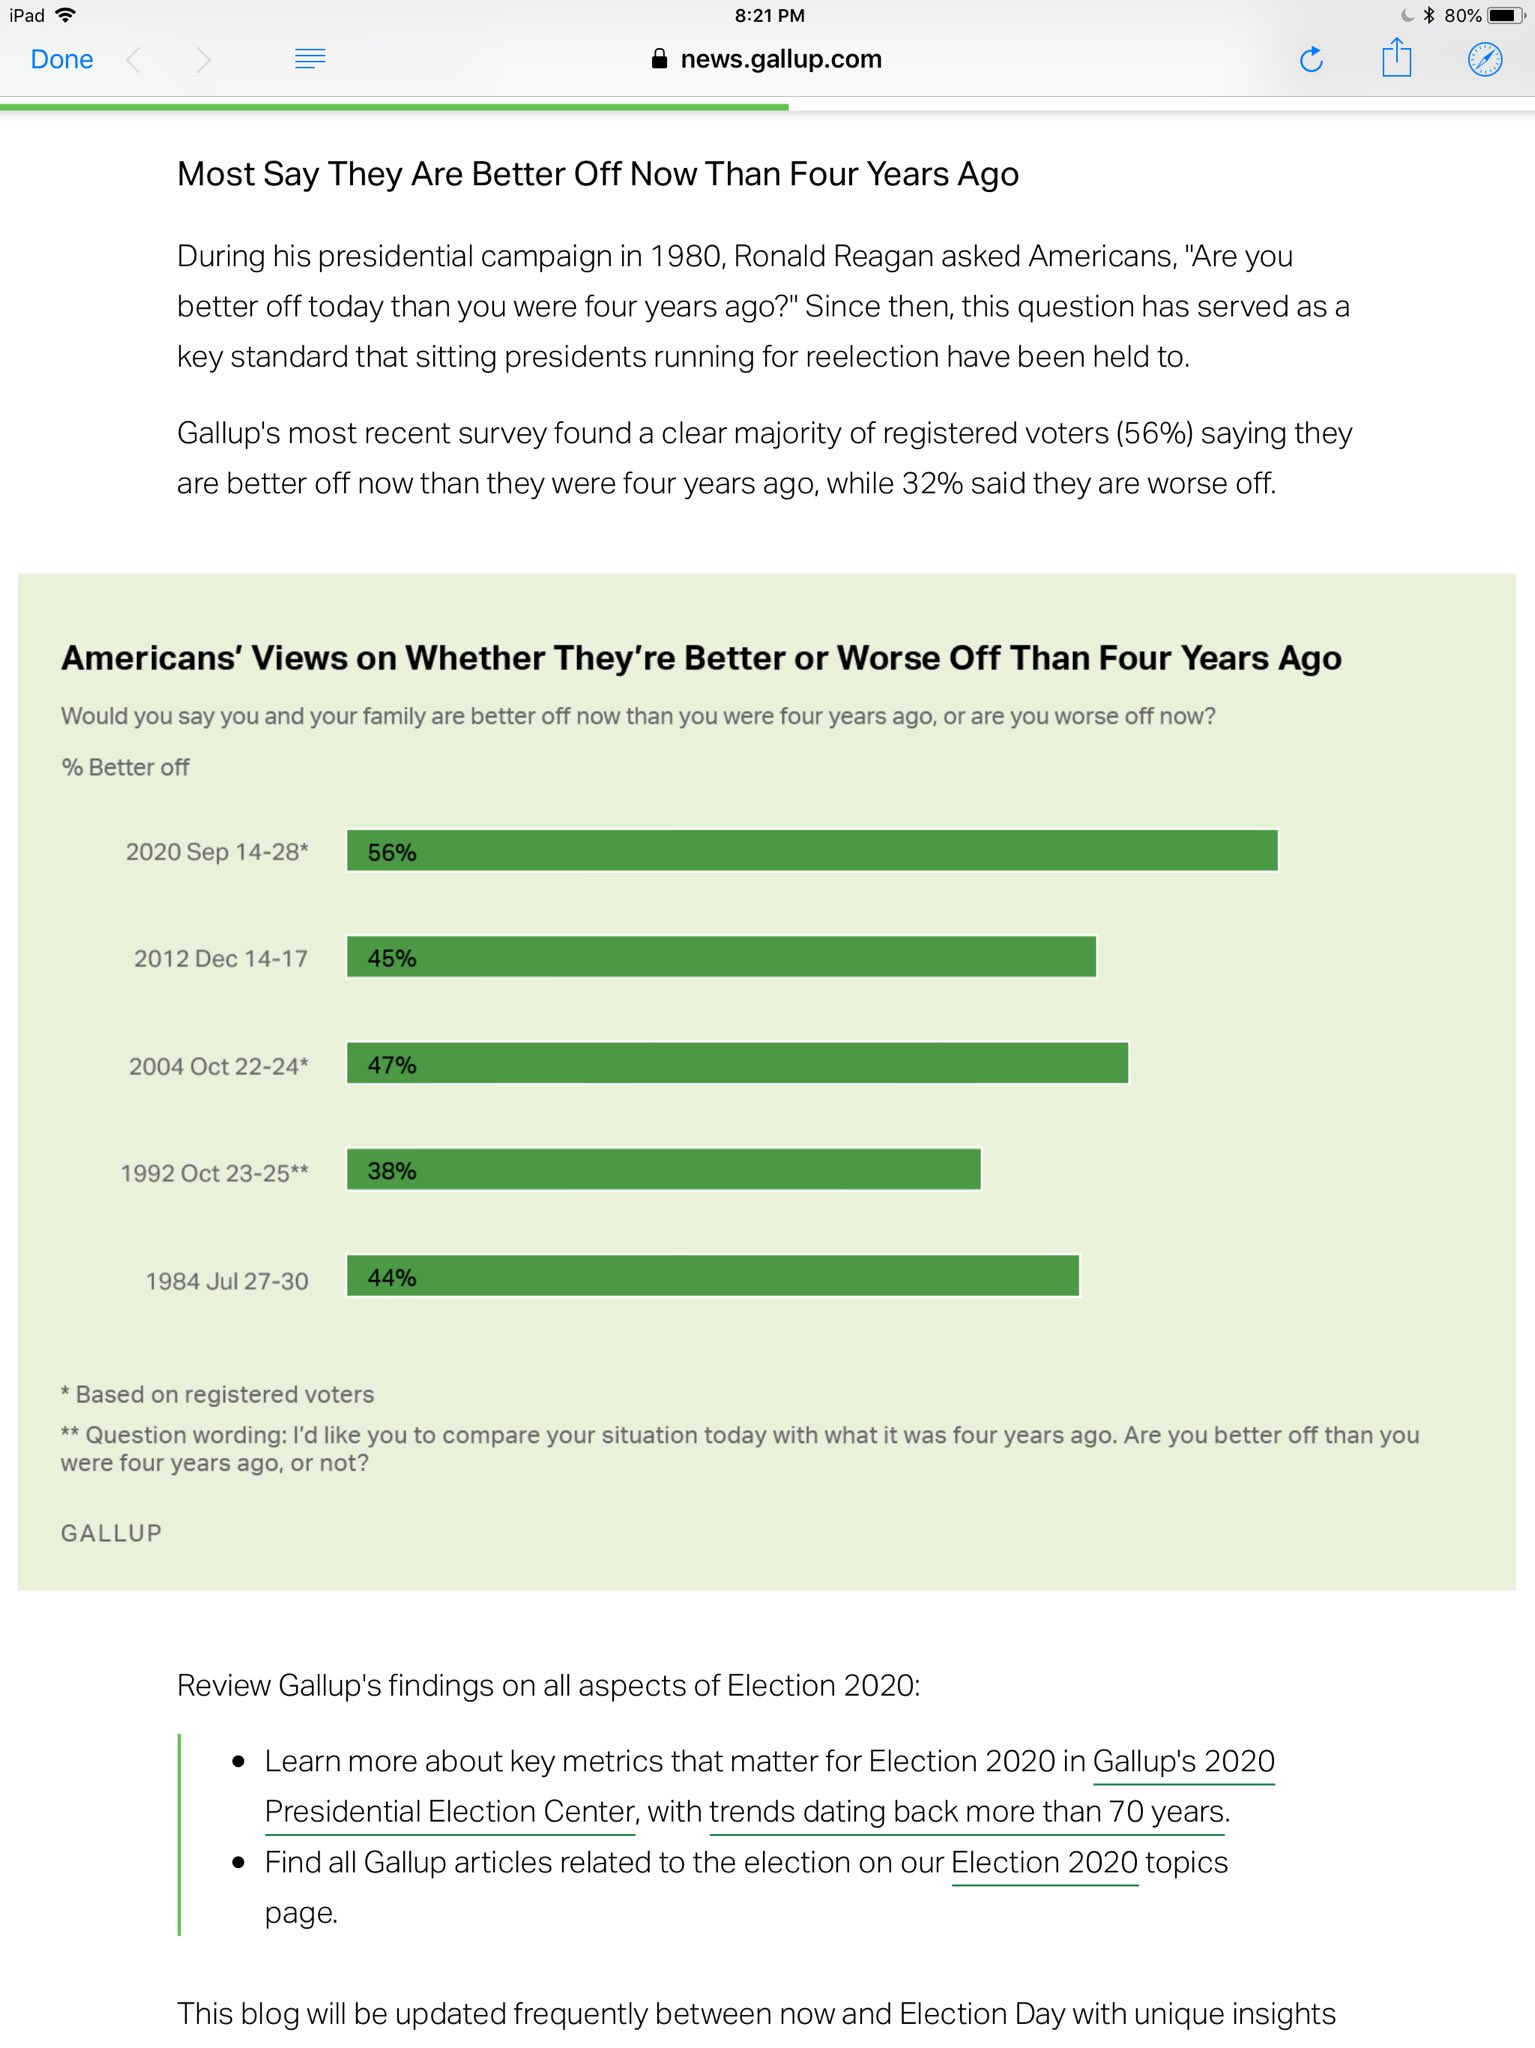 iPad 8:21 PM 80%
Done news.gallup.com
Most Say They Are Better Off Now Than Four Years Ago
During his presidential campaign in 1980, Ronald Reagan asked Americans, "Are you
better off today than you were four years ago?" Since then, this question has served as a
key standard that sitting presidents running for reelection have been held to.
Gallup's most recent survey found a clear majority of registered voters (56%) saying they
are better off now than they were four years ago, while 32% said they are worse off.
Americans’ Views on Whether They’re Better or Worse Off Than Four Years Ago
Would you say you and your family are better off now than you were four years ago, or are you worse off now?
% Better off
2020 Sep 14-28* 56%
2012 Dec 14-17 45%
2004 Oct 22-24* 47%
1992 Oct 23-25** 38%
1984 Jul 27-30 44%
* Based on registered voters
** Question wording: I’d like you to compare your situation today with what it was four years ago. Are you better off than you
were four years ago, or not?
GALLUP
Review Gallup's findings on all aspects of Election 2020:
• Learn more about key metrics that matter for Election 2020 in Gallup's 2020
Presidential Election Center, with trends dating back more than 70 years.
• Find all Gallup articles related to the election on our Election 2020 topics
page.
This blog will be updated frequently between now and Election Day with unique insights